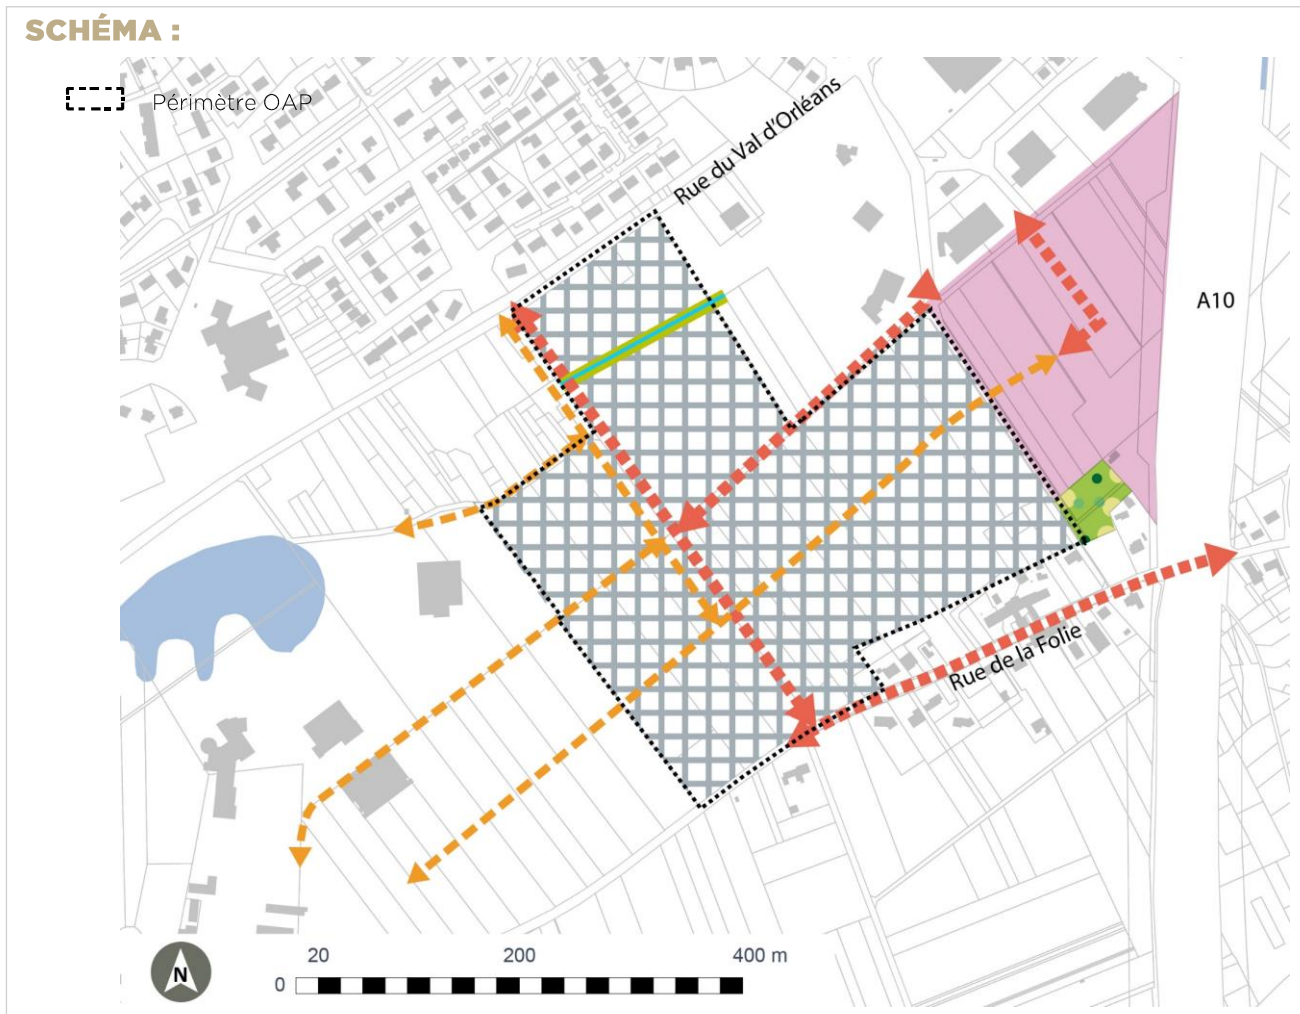 SCHÉMA :
Périmètre OAP
Rue du Val d'Orléans
A10
Rue de la Folie
N
20
200
400 m
0